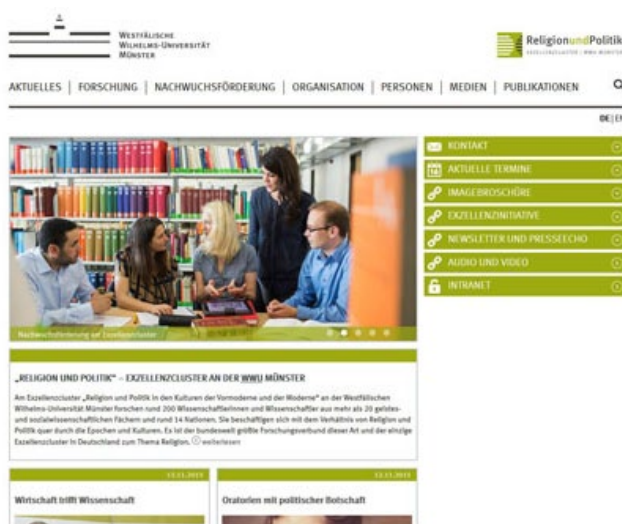 WESTFÄLISCHE
WILHELMS-UNIVERSITÄT
MÜNSTER
ReligionundPolitik
EXZELLENZCLUSTER | WWU MÜNSTER
AKTUELLES | FORSCHUNG | NACHWUCHSFÖRDERUNG | ORGANISATION | PERSONEN | MEDIEN | PUBLIKATIONEN
DE| EN
KONTAKT
AKTUELLE TERMINE
IMAGEBROSCHÜRE
EXZELLENZINITIATIVE
NEWSLETTER UND PRESSEECHO
AUDIO UND VIDEO
INTRANET
Nachwuchsförderung am Exzellenzcluster
„RELIGION UND POLITIK“ – EXZELLENZCLUSTER AN DER WWU MÜNSTER
Am Exzellenzcluster „Religion und Politik in den Kulturen der Vormoderne und der Moderne“ an der Westfälischen
Wilhelms-Universität Münster forschen rund 200 Wissenschaftlerinnen und Wissenschaftler aus mehr als 20 geistes-
und sozialwissenschaftlichen Fächern und rund 14 Nationen. Sie beschäftigen sich mit dem Verhältnis von Religion und
Politik quer durch die Epochen und Kulturen. Es ist der bundesweit größte Forschungsverbund dieser Art und der einzige
Exzellenzcluster in Deutschland zum Thema Religion. weiterlesen
Wirtschaft trifft Wissenschaft
Oratorien mit politischer Botschaft